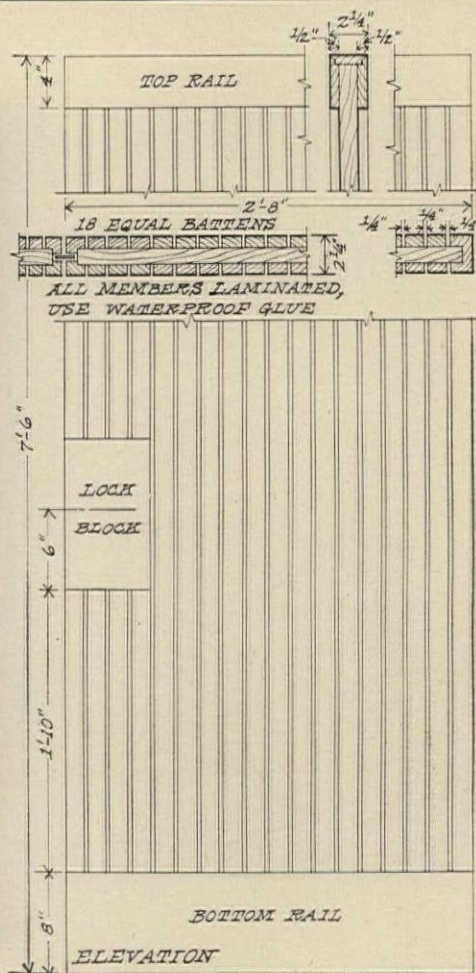 2 1/4"
1/2" 1/2"
4"
TOP RAIL
2'-8"
18 EQUAL BATTENS
1/4" 1/4" 1/4"
2 1/4"
ALL MEMBERS LAMINATED,
USE WATERPROOF GLUE
7'-6"
LOCK
BLOCK
6"
1'-10"
8"
BOTTOM RAIL
ELEVATION